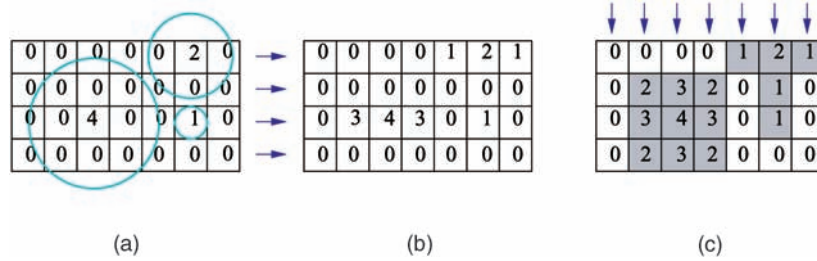 0 0 0 0 0 2 0
0 0 0 0 0 0 0
0 0 4 0 0 1 0
0 0 0 0 0 0 0
(a)
0 0 0 0 1 2 1
0 0 0 0 0 0 0
0 3 4 3 0 1 0
0 0 0 0 0 0 0
(b)
0 0 0 0 1 2 1
0 2 3 2 0 1 0
0 3 4 3 0 1 0
0 2 3 2 0 0 0
(c)